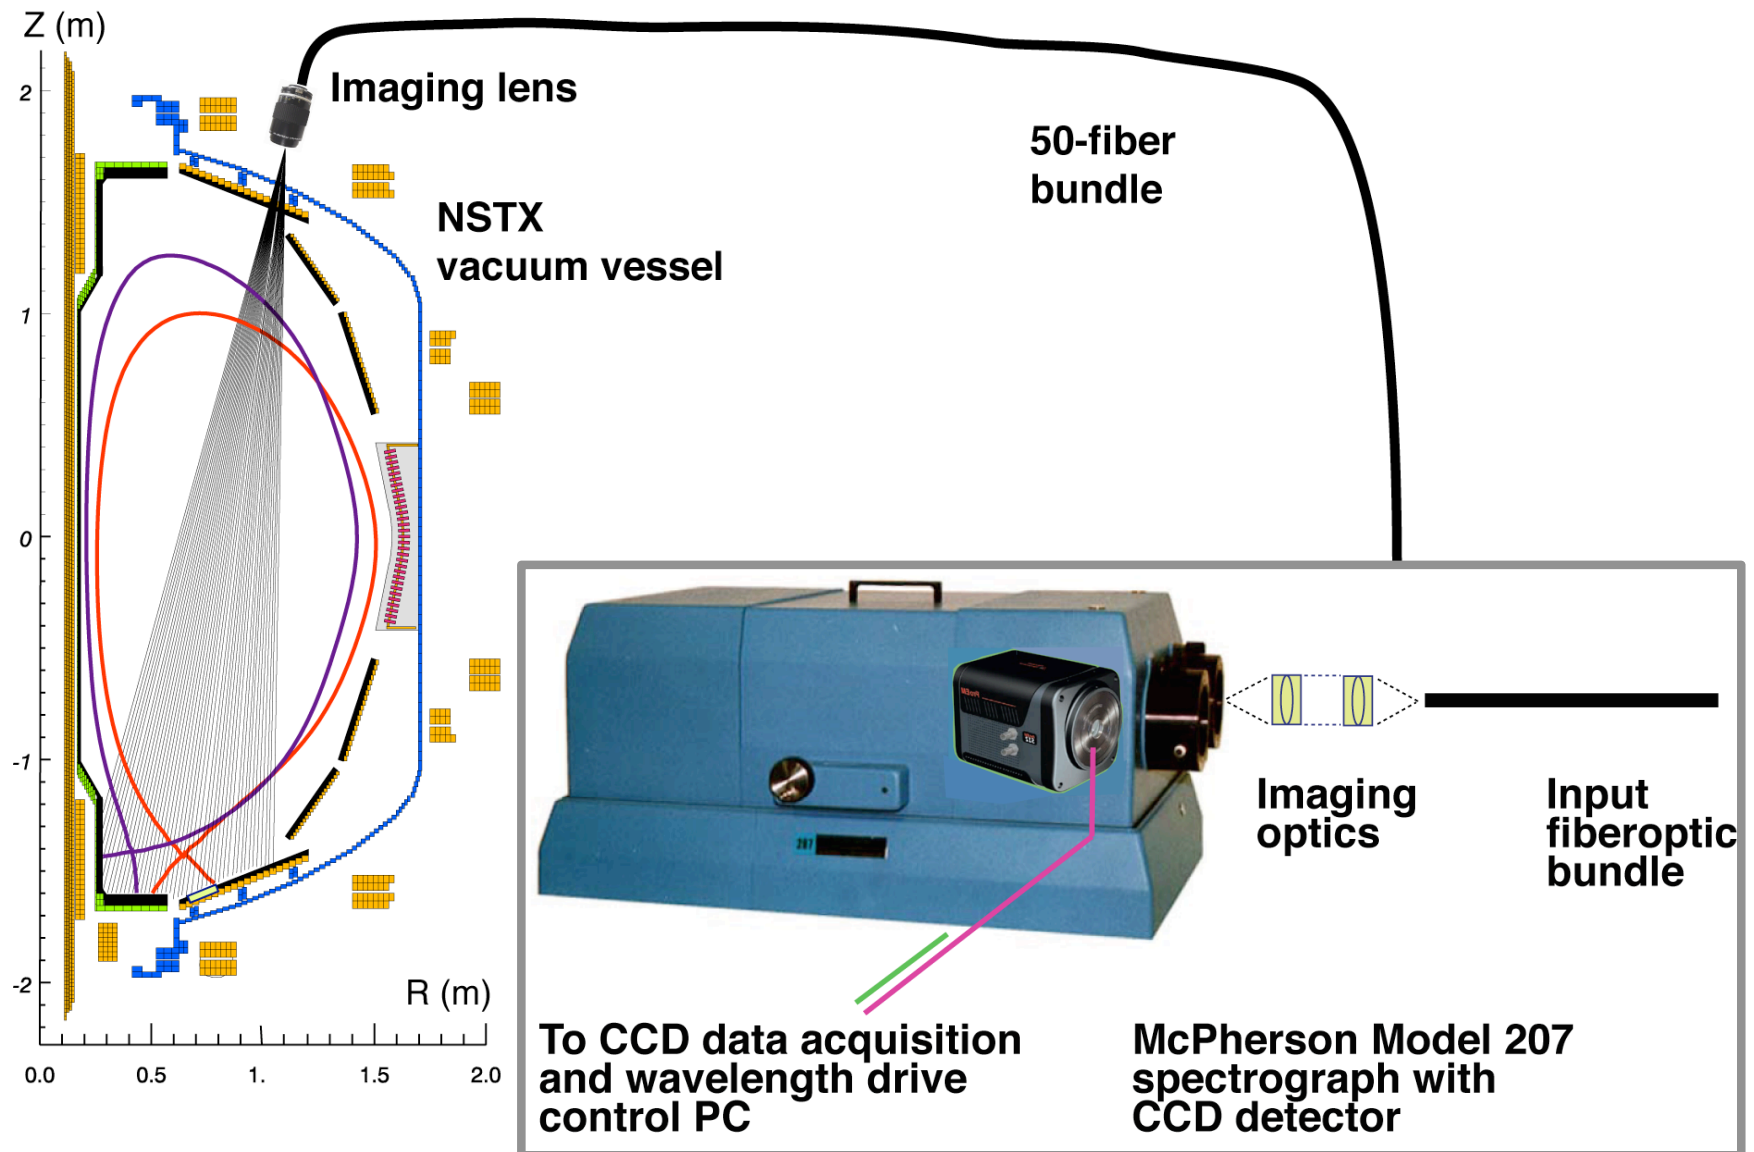 Z (m)
2
1
0
-1
-2
R (m)
0.0
0.5
1.
1.5
2.0
Imaging lens
NSTX
vacuum vessel
50-fiber
bundle
207
Imaging
optics
Input
fiberoptic
bundle
To CCD data acquisition
and wavelength drive
control PC
McPherson Model 207
spectrograph with
CCD detector